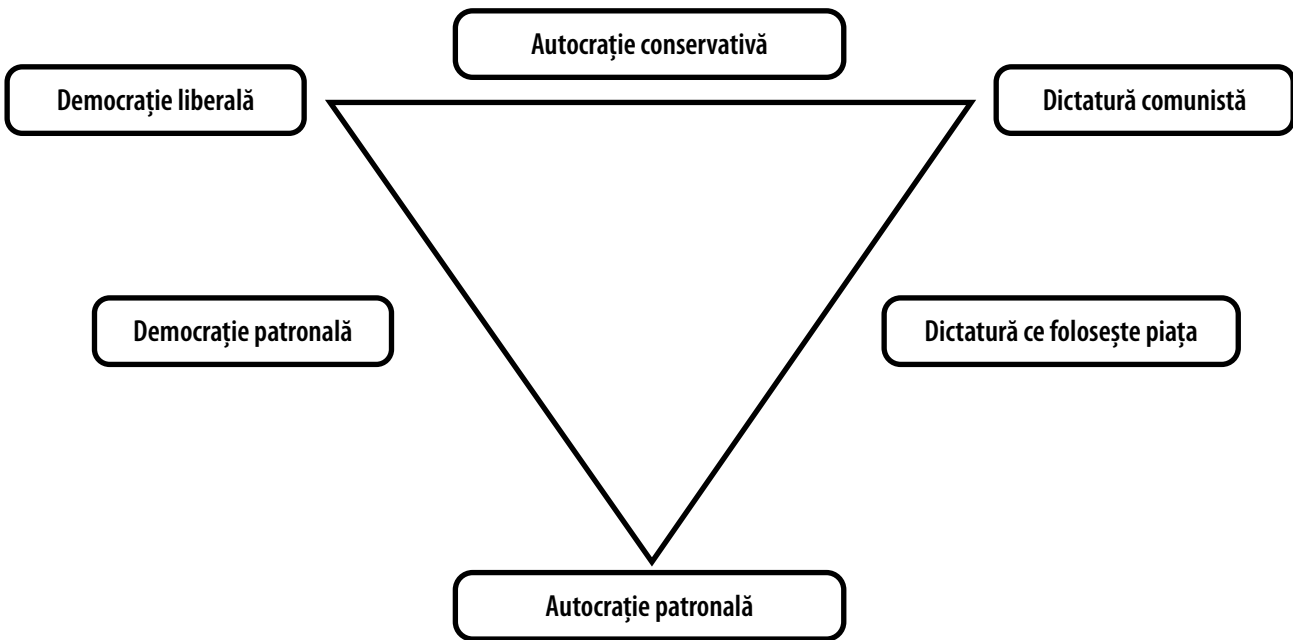 Autocrație conservativă
Democrație liberală
Dictatură comunistă
Democrație patronală
Dictatură ce folosește piața
Autocrație patronală